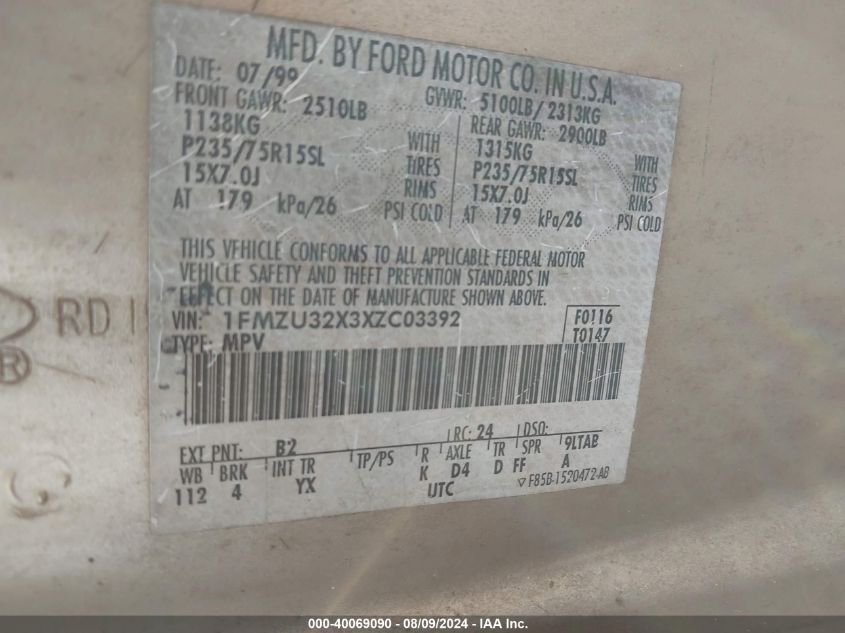 MFD. BY FORD MOTOR CO. IN U.S.A.
DATE: 07/99 GVWR: 5100LB/2313KG
FRONT GAWR: 2510LB REAR GAWR: 2900LB
1138KG WITH 1315KG WITH
P235/75R15SL TIRES P235/75R15SL TIRES
15X7.0J RIMS 15X7.0J RIMS
AT 179 kPa/26 PSI COLD AT 179 kPa/26 PSI COLD
THIS VEHICLE CONFORMS TO ALL APPLICABLE FEDERAL MOTOR
VEHICLE SAFETY AND THEFT PREVENTION STANDARDS IN
EFFECT ON THE DATE OF MANUFACTURE SHOWN ABOVE.
VIN: 1FMZU32X3XZC03392 F0116
TYPE: MPV T0147
RD
®
EXT PNT: B2 RC: 24 DSO:
WB BRK INT TR TP/PS R AXLE TR SPR 9LTAB
112 4 YX K D4 D FF A
UTC ▽ F85B-1520472-AB
000-40069090 - 08/09/2024 - IAA Inc.